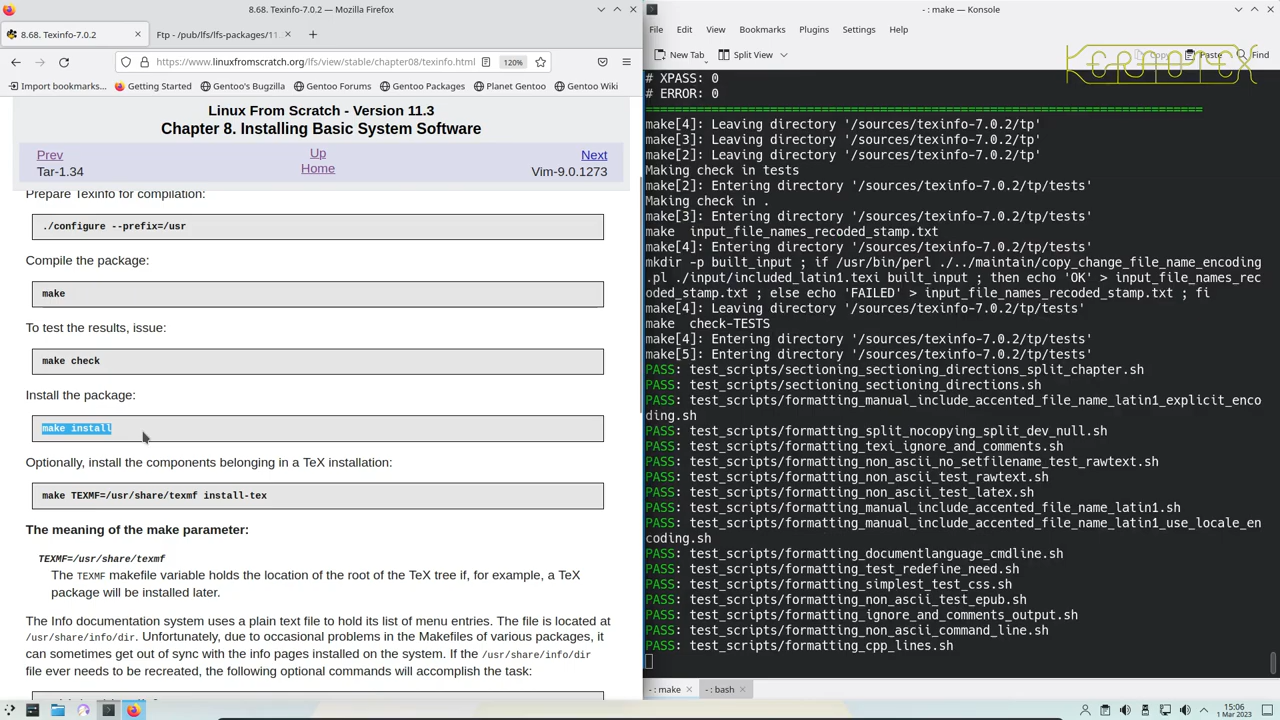 8.68. Texinfo-7.0.2 — Mozilla Firefox
8.68. Texinfo-7.0.2
Ftp - /pub/lfs/lfs-packages/11.
https://www.linuxfromscratch.org/lfs/view/stable/chapter08/texinfo.h
120%
Import bookmarks...
Getting Started
Gentoo's Bugzilla
Gentoo Forums
Gentoo Packages
Planet Gentoo
Gentoo Wiki
Linux From Scratch - Version 11.3
Chapter 8. Installing Basic System Software
Prev
Up
Next
Tar-1.34
Home
Vim-9.0.1273
Prepare Texinfo for compilation:
./configure --prefix=/usr
Compile the package:
make
To test the results, issue:
make check
Install the package:
make install
Optionally, install the components belonging in a TeX installation:
make TEXMF=/usr/share/texmf install-tex
The meaning of the make parameter:
TEXMF=/usr/share/texmf
The TEXMF makefile variable holds the location of the root of the TeX tree if, for example, a TeX
package will be installed later.
The Info documentation system uses a plain text file to hold its list of menu entries. The file is located at
/usr/share/info/dir. Unfortunately, due to occasional problems in the Makefiles of various packages, it
can sometimes get out of sync with the info pages installed on the system. If the /usr/share/info/dir
file ever needs to be recreated, the following optional commands will accomplish the task:
- : make — Konsole
File Edit View Bookmarks Plugins Settings Help
New Tab
Split View
Copy
Paste
Find
# XPASS: 0
# ERROR: 0
============================================================================
make[4]: Leaving directory '/sources/texinfo-7.0.2/tp'
make[3]: Leaving directory '/sources/texinfo-7.0.2/tp'
make[2]: Leaving directory '/sources/texinfo-7.0.2/tp'
Making check in tests
make[2]: Entering directory '/sources/texinfo-7.0.2/tp/tests'
Making check in .
make[3]: Entering directory '/sources/texinfo-7.0.2/tp/tests'
make  input_file_names_recoded_stamp.txt
make[4]: Entering directory '/sources/texinfo-7.0.2/tp/tests'
mkdir -p built_input ; if /usr/bin/perl ./../maintain/copy_change_file_name_encoding
.pl ./input/included_latin1.texi built_input ; then echo 'OK' > input_file_names_rec
oded_stamp.txt ; else echo 'FAILED' > input_file_names_recoded_stamp.txt ; fi
make[4]: Leaving directory '/sources/texinfo-7.0.2/tp/tests'
make  check-TESTS
make[4]: Entering directory '/sources/texinfo-7.0.2/tp/tests'
make[5]: Entering directory '/sources/texinfo-7.0.2/tp/tests'
PASS: test_scripts/sectioning_sectioning_directions_split_chapter.sh
PASS: test_scripts/sectioning_sectioning_directions.sh
PASS: test_scripts/formatting_manual_include_accented_file_name_latin1_explicit_enco
ding.sh
PASS: test_scripts/formatting_split_nocopying_split_dev_null.sh
PASS: test_scripts/formatting_texi_ignore_and_comments.sh
PASS: test_scripts/formatting_non_ascii_no_setfilename_test_rawtext.sh
PASS: test_scripts/formatting_non_ascii_test_rawtext.sh
PASS: test_scripts/formatting_non_ascii_test_latex.sh
PASS: test_scripts/formatting_manual_include_accented_file_name_latin1.sh
PASS: test_scripts/formatting_manual_include_accented_file_name_latin1_use_locale_en
coding.sh
PASS: test_scripts/formatting_documentlanguage_cmdline.sh
PASS: test_scripts/formatting_test_redefine_need.sh
PASS: test_scripts/formatting_simplest_test_css.sh
PASS: test_scripts/formatting_non_ascii_test_epub.sh
PASS: test_scripts/formatting_ignore_and_comments_output.sh
PASS: test_scripts/formatting_non_ascii_command_line.sh
PASS: test_scripts/formatting_cpp_lines.sh
- : make
- : bash
15:06
1 Mar 2023